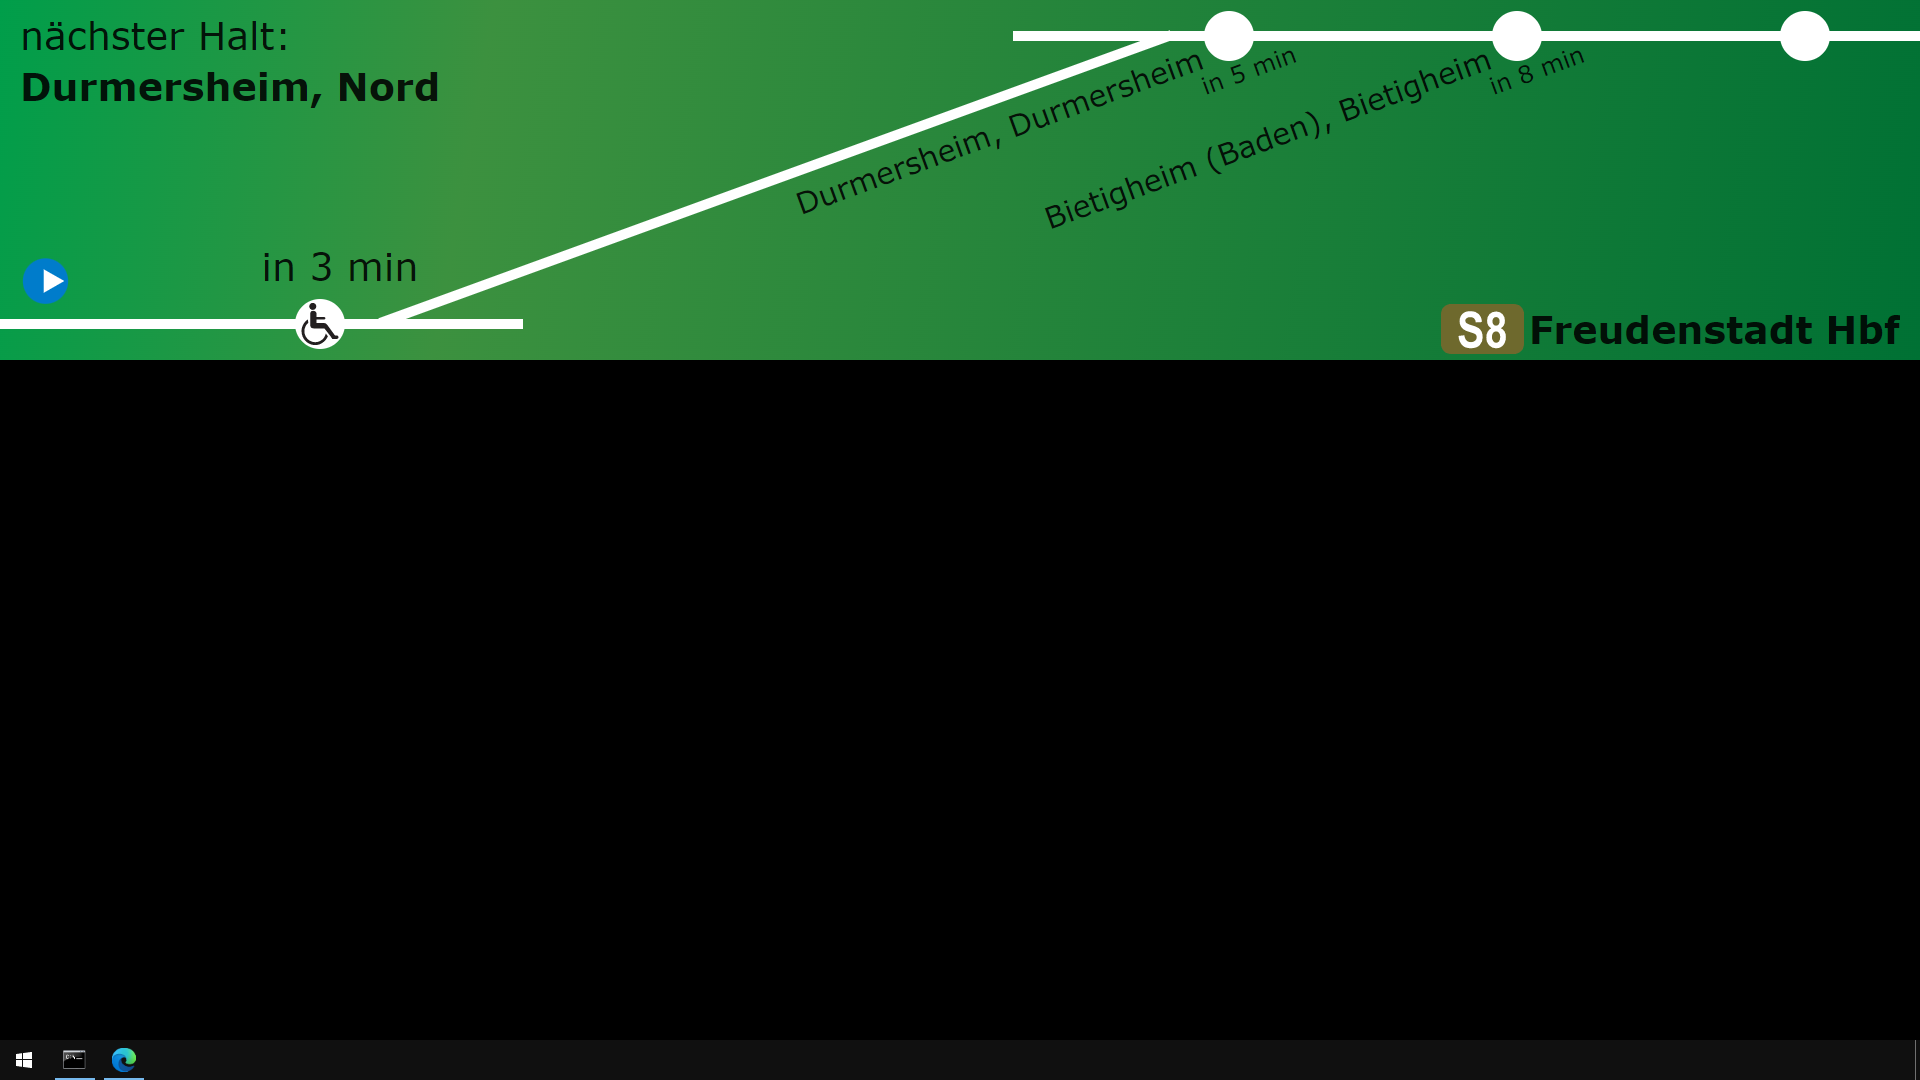 nächster Halt:
Durmersheim, Nord
in 3 min
Durmersheim, Durmersheim
in 5 min
Bietigheim (Baden), Bietigheim
in 8 min
S8 Freudenstadt Hbf